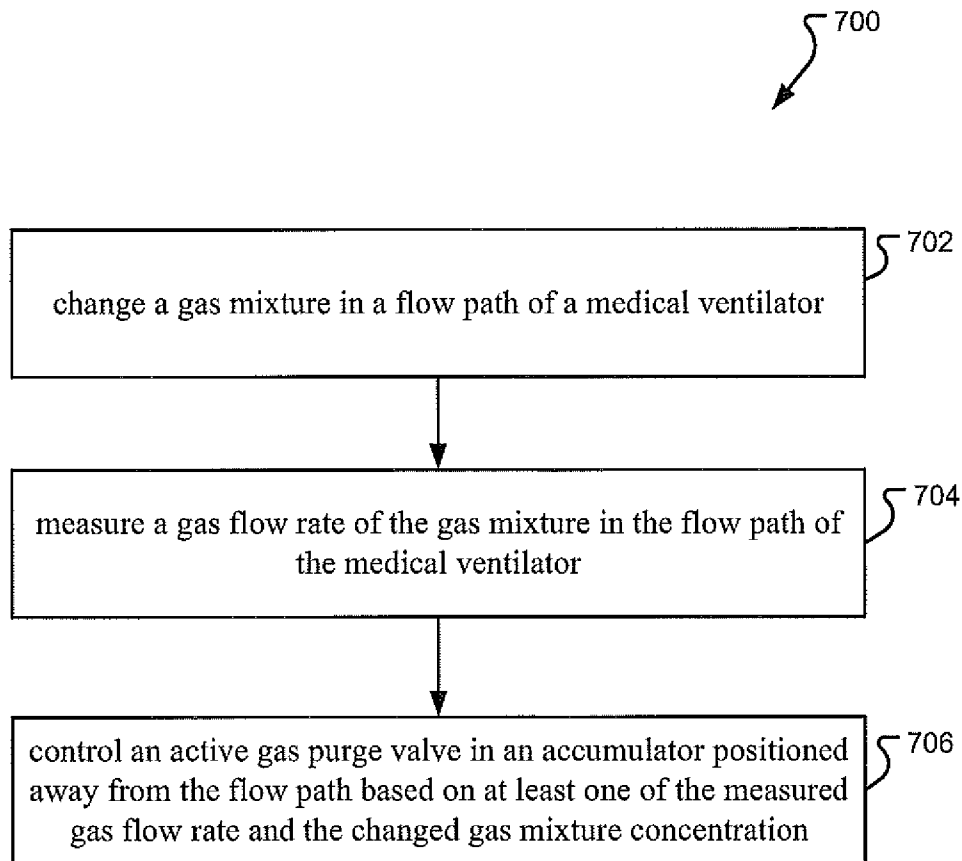 700
702
change a gas mixture in a flow path of a medical ventilator
704
measure a gas flow rate of the gas mixture in the flow path of
the medical ventilator
706
control an active gas purge valve in an accumulator positioned
away from the flow path based on at least one of the measured
gas flow rate and the changed gas mixture concentration